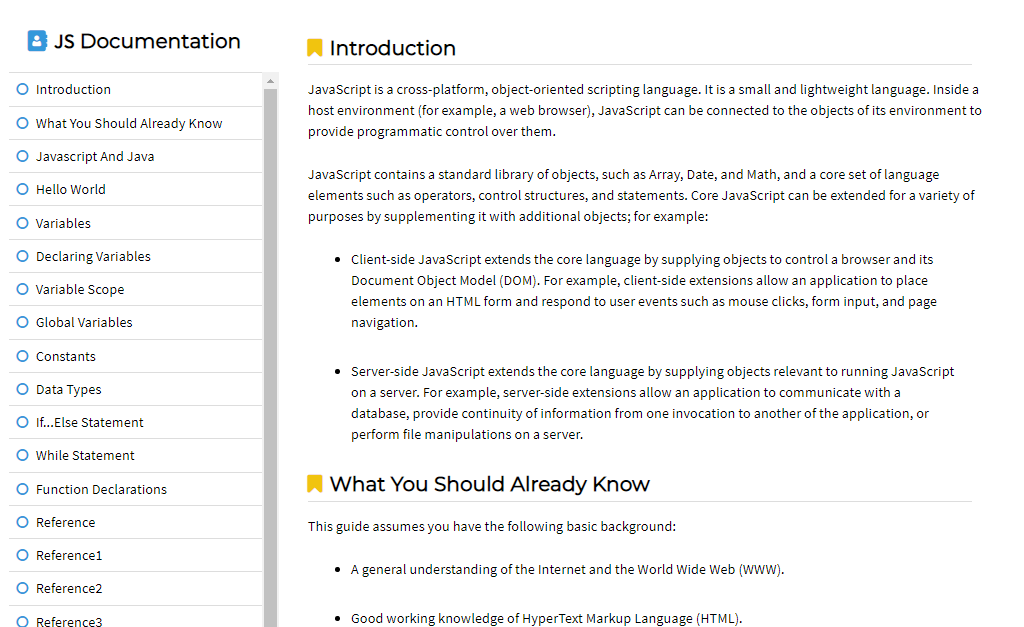 JS Documentation
Introduction
What You Should Already Know
Javascript And Java
Hello World
Variables
Declaring Variables
Variable Scope
Global Variables
Constants
Data Types
If...Else Statement
While Statement
Function Declarations
Reference
Reference1
Reference2
Reference3
Introduction
JavaScript is a cross-platform, object-oriented scripting language. It is a small and lightweight language. Inside a
host environment (for example, a web browser), JavaScript can be connected to the objects of its environment to
provide programmatic control over them.
JavaScript contains a standard library of objects, such as Array, Date, and Math, and a core set of language
elements such as operators, control structures, and statements. Core JavaScript can be extended for a variety of
purposes by supplementing it with additional objects; for example:
Client-side JavaScript extends the core language by supplying objects to control a browser and its
Document Object Model (DOM). For example, client-side extensions allow an application to place
elements on an HTML form and respond to user events such as mouse clicks, form input, and page
navigation.
Server-side JavaScript extends the core language by supplying objects relevant to running JavaScript
on a server. For example, server-side extensions allow an application to communicate with a
database, provide continuity of information from one invocation to another of the application, or
perform file manipulations on a server.
What You Should Already Know
This guide assumes you have the following basic background:
A general understanding of the Internet and the World Wide Web (WWW).
Good working knowledge of HyperText Markup Language (HTML).